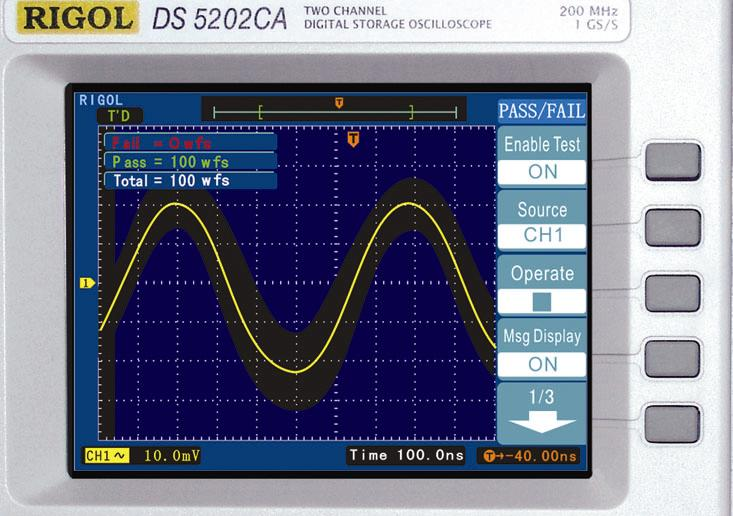 RIGOL DS 5202CA TWO CHANNEL
DIGITAL STORAGE OSCILLOSCOPE
200 MHz
1 GS/S
RIGOL
T'D
T
Fail = 0 wfs
Pass = 100 wfs
Total = 100 wfs
T
1
PASS/FAIL
Enable Test
ON
Source
CH1
Operate
Msg Display
ON
1/3
CH1~ 10.0mV
Time 100.0ns
T→-40.00ns